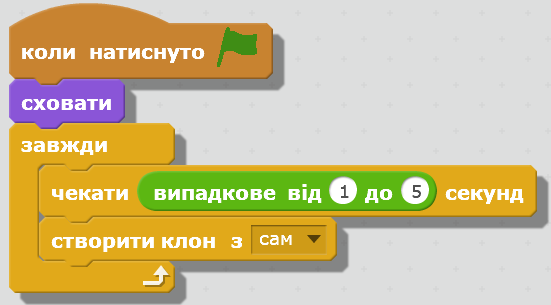 коли натиснуто
сховати
завжди
чекати випадкове від 1 до 5 секунд
створити клон з сам